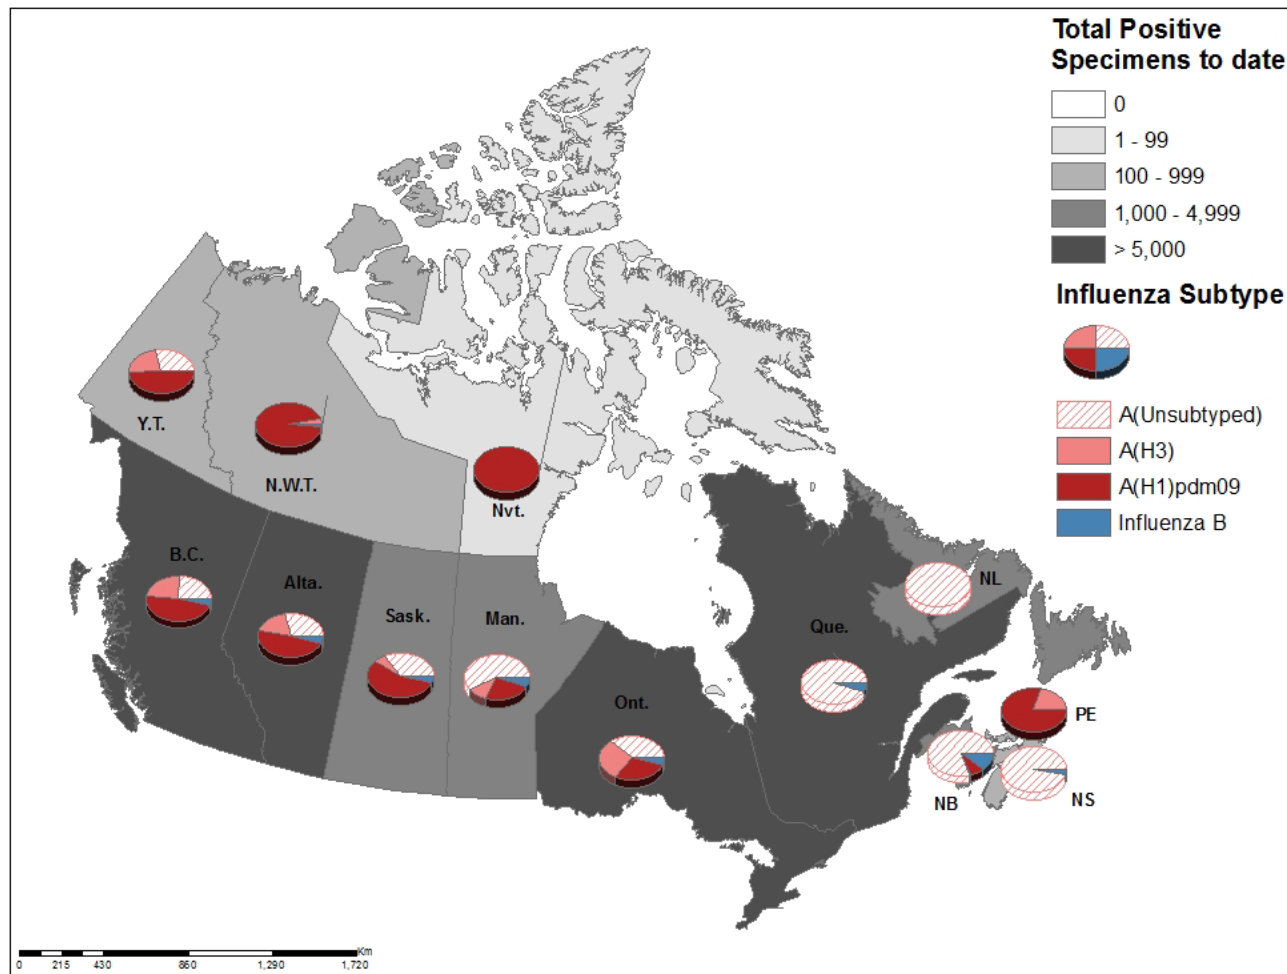 Total Positive
Specimens to date
0
1 - 99
100 - 999
1,000 - 4,999
> 5,000
Influenza Subtype
A(Unsubtyped)
A(H3)
A(H1)pdm09
Influenza B
Y.T.
N.W.T.
Nvt.
B.C.
Alta.
Sask.
Man.
Ont.
Que.
NL
PE
NB
NS
Km
0 215 430 860 1,290 1,720